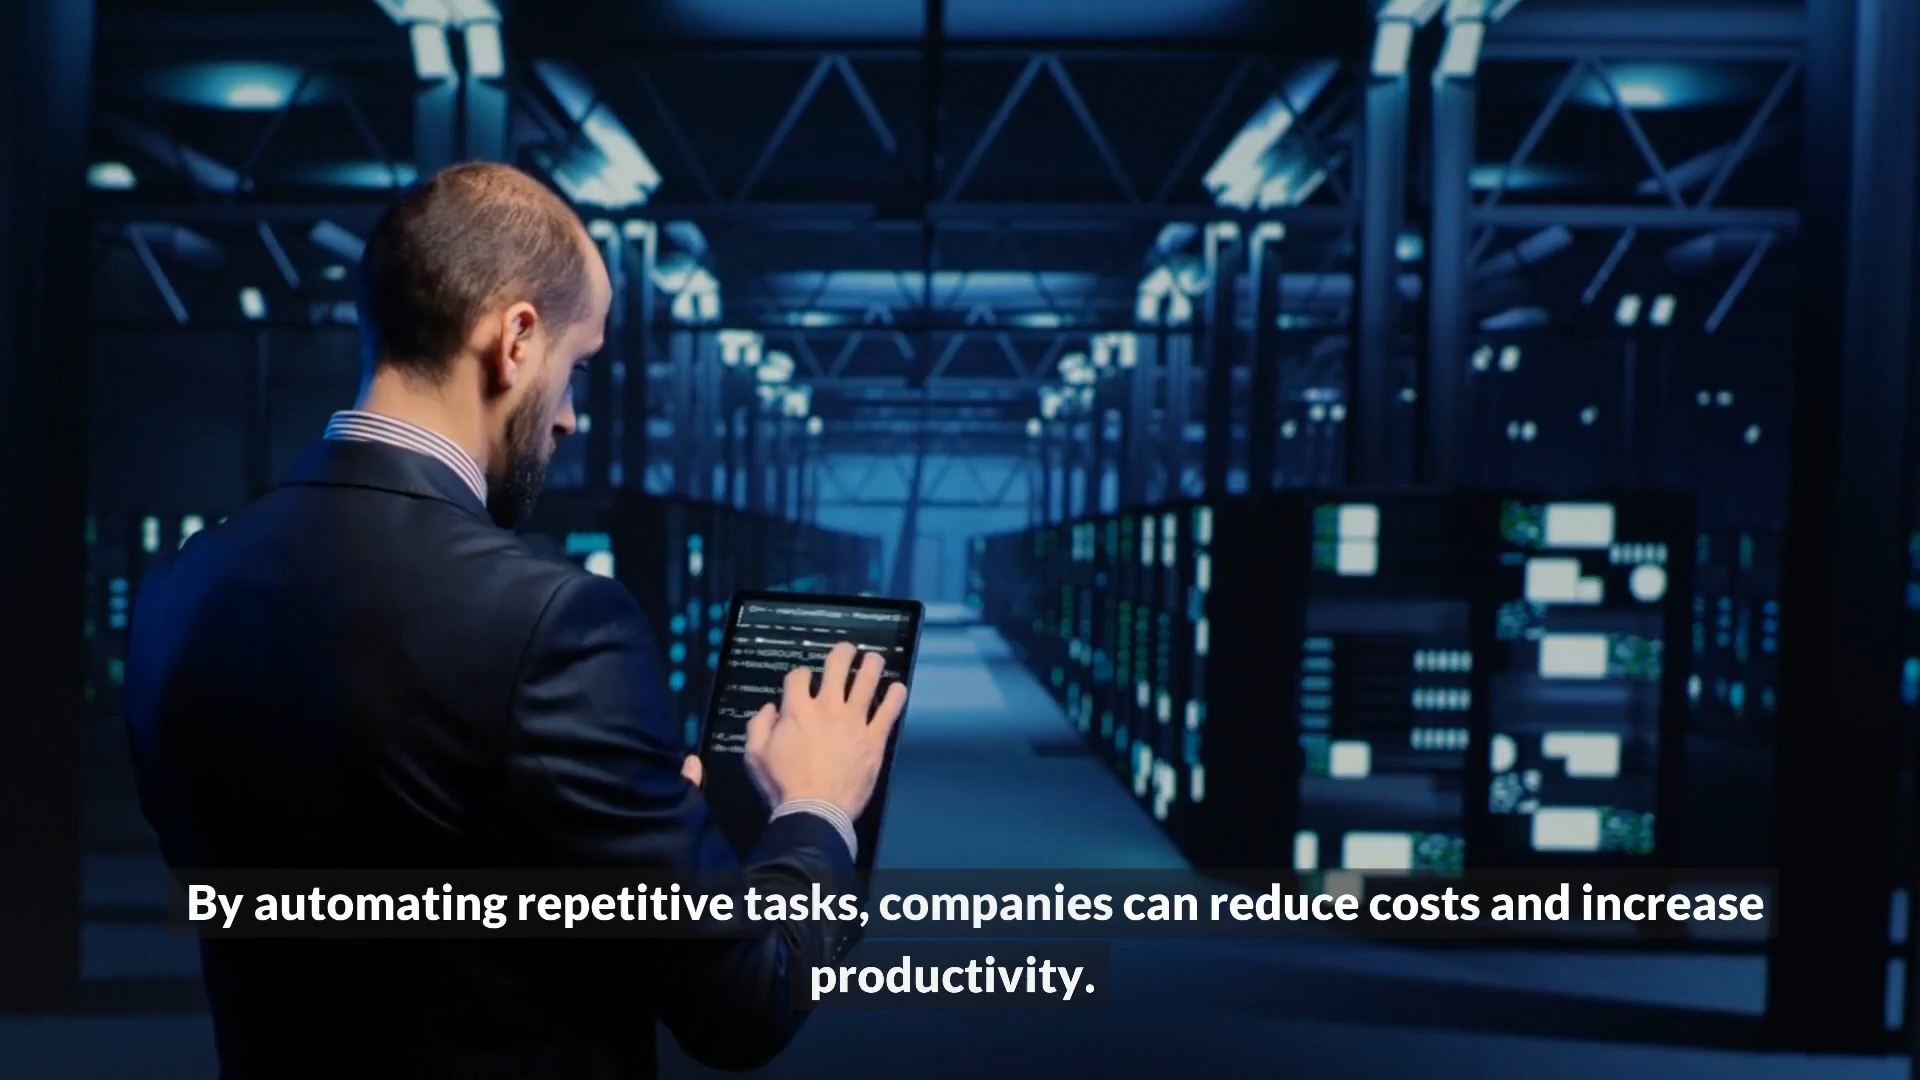 By automating repetitive tasks, companies can reduce costs and increase
productivity.